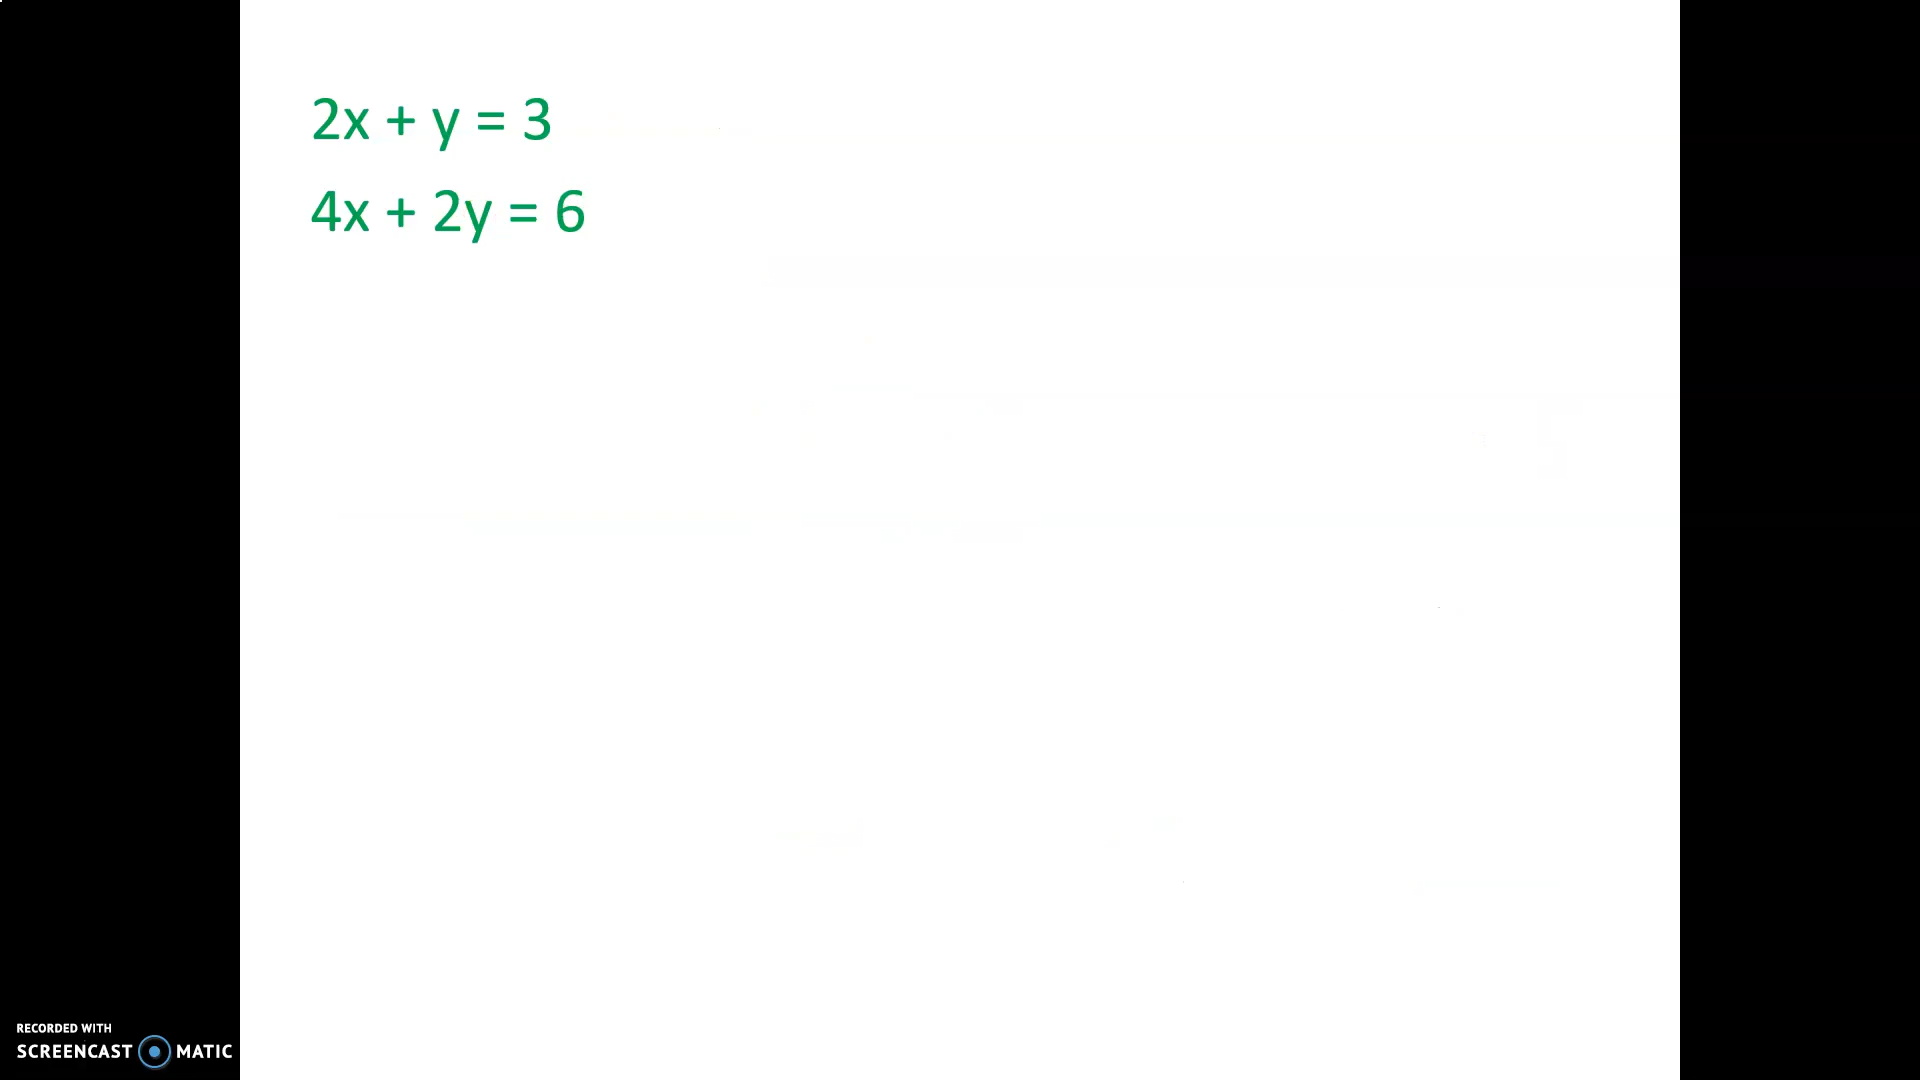 2x + y = 3
4x + 2y = 6
RECORDED WITH
SCREENCAST MATIC